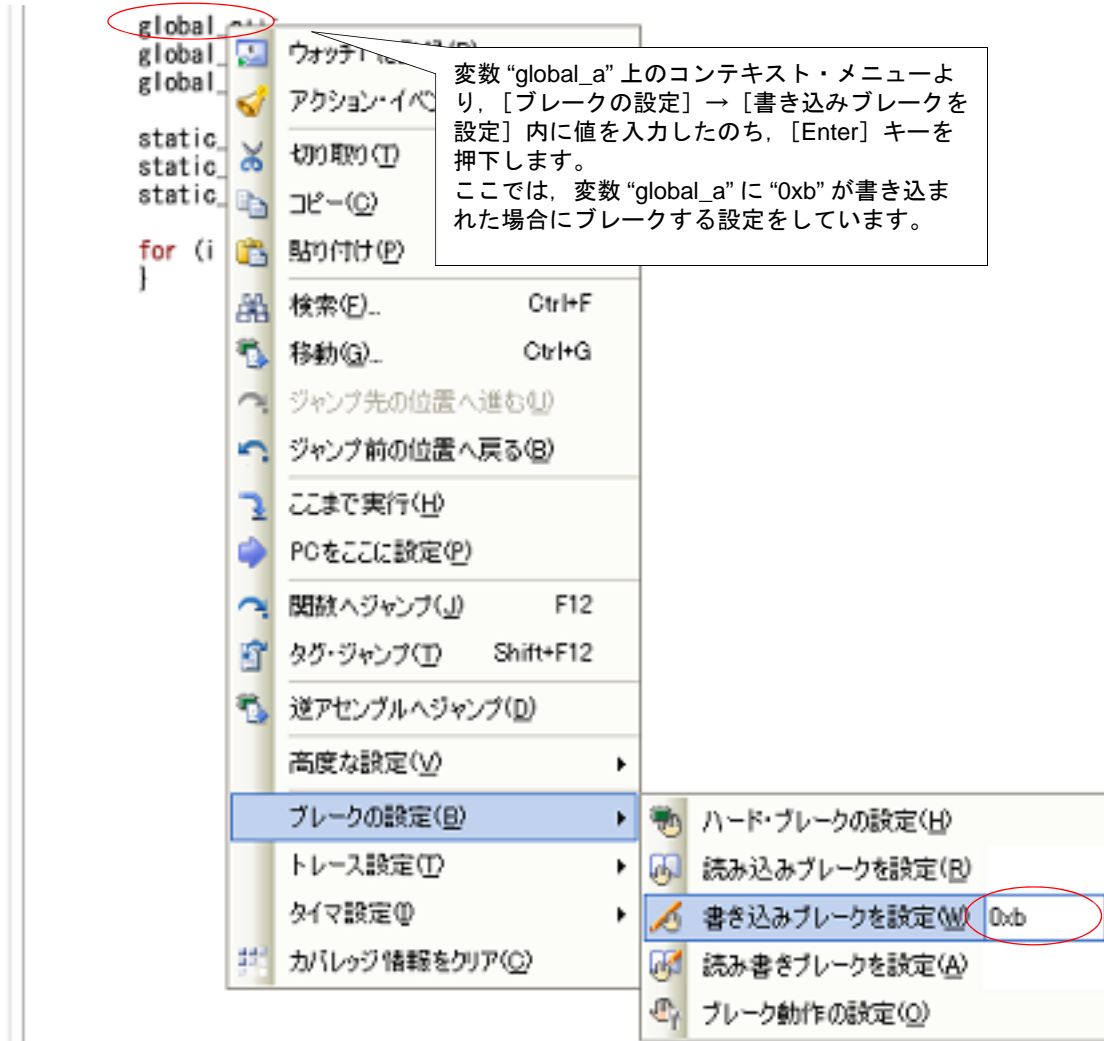 global_a
global_
global_
static_
static_
static_
for (i
}
変数 “global_a” 上のコンテキスト・メニューよ
り,［ブレークの設定］→［書き込みブレークを
設定］内に値を入力したのち,［Enter］キーを
押下します。
ここでは, 変数 “global_a” に “0xb” が書き込ま
れた場合にブレークする設定をしています。
ウォッチ1
アクション・イベン
切り取り(T)
コピー(C)
貼り付け(P)
検索(F)... Ctrl+F
移動(G)... Ctrl+G
ジャンプ先の位置へ進む(U)
ジャンプ前の位置へ戻る(B)
ここまで実行(H)
PCをここに設定(P)
関数へジャンプ(J) F12
タグ・ジャンプ(T) Shift+F12
逆アセンブルへジャンプ(D)
高度な設定(V)
ブレークの設定(B)
トレース設定(T)
タイマ設定(I)
カバレッジ情報をクリア(C)
ハード・ブレークの設定(H)
読み込みブレークを設定(R)
書き込みブレークを設定(W) 0xb
読み書きブレークを設定(A)
ブレーク動作の設定(O)